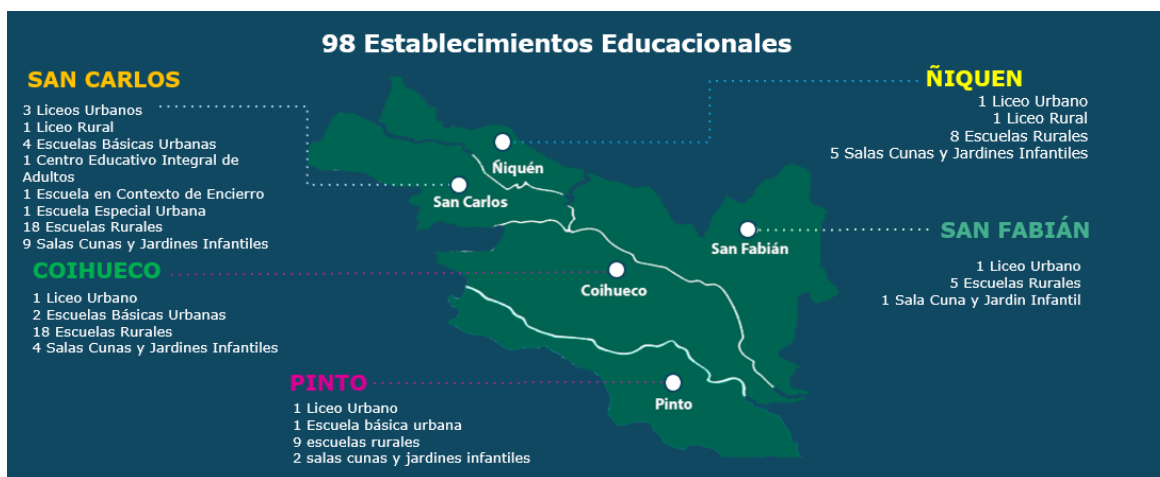 98 Establecimientos Educacionales
SAN CARLOS
3 Liceos Urbanos
1 Liceo Rural
4 Escuelas Básicas Urbanas
1 Centro Educativo Integral de
Adultos
1 Escuela en Contexto de Encierro
1 Escuela Especial Urbana
18 Escuelas Rurales
9 Salas Cunas y Jardines Infantiles
COIHUECO
1 Liceo Urbano
2 Escuelas Básicas Urbanas
18 Escuelas Rurales
4 Salas Cunas y Jardines Infantiles
PINTO
1 Liceo Urbano
1 Escuela básica urbana
9 escuelas rurales
2 salas cunas y jardines infantiles
Ñiquén
San Carlos
San Fabián
Coihueco
Pinto
ÑIQUEN
1 Liceo Urbano
1 Liceo Rural
8 Escuelas Rurales
5 Salas Cunas y Jardines Infantiles
SAN FABIÁN
1 Liceo Urbano
5 Escuelas Rurales
1 Sala Cuna y Jardin Infantil